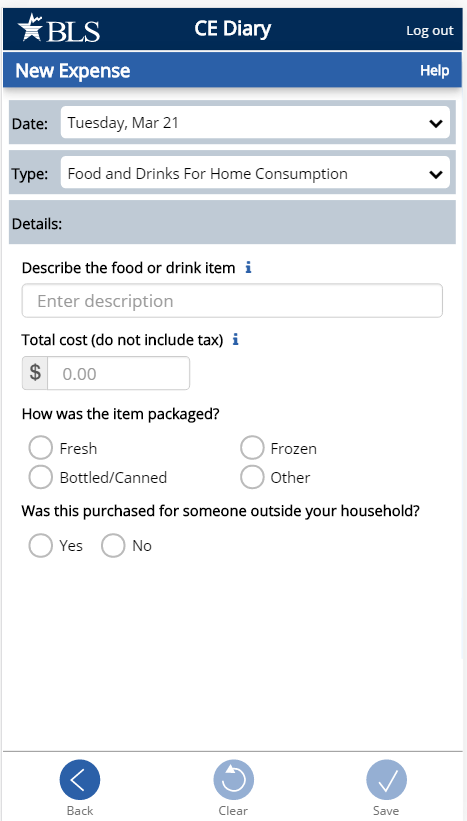 BLS CE Diary Log out
New Expense Help
Date: Tuesday, Mar 21
Type: Food and Drinks For Home Consumption
Details:
Describe the food or drink item i
Enter description
Total cost (do not include tax) i
$ 0.00
How was the item packaged?
Fresh Frozen
Bottled/Canned Other
Was this purchased for someone outside your household?
Yes No
Back Clear Save